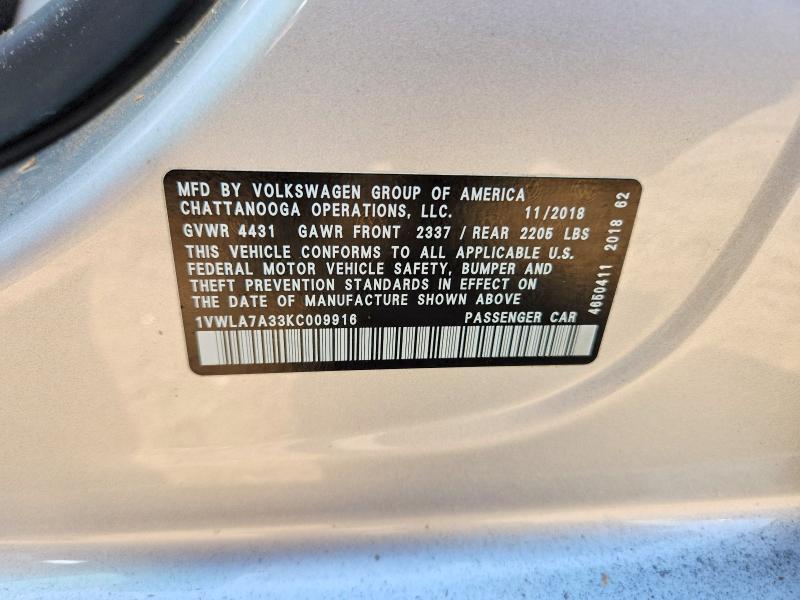 MFD BY VOLKSWAGEN GROUP OF AMERICA
CHATTANOOGA OPERATIONS, LLC. 11/2018
GVWR 4431 GAWR FRONT 2337 / REAR 2205 LBS
THIS VEHICLE CONFORMS TO ALL APPLICABLE U.S.
FEDERAL MOTOR VEHICLE SAFETY, BUMPER AND
THEFT PREVENTION STANDARDS IN EFFECT ON
THE DATE OF MANUFACTURE SHOWN ABOVE
1VWLA7A33KC009916 PASSENGER CAR
4650411 2018 62